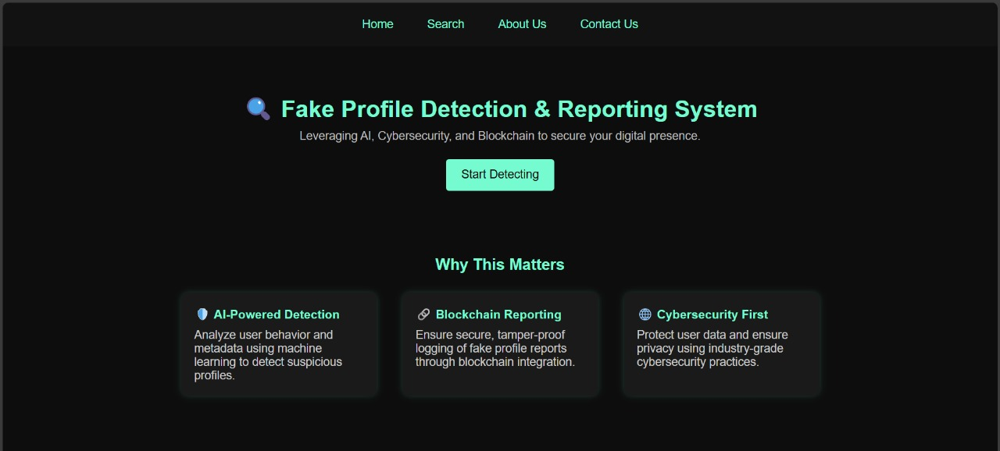 Home Search About Us Contact Us
Fake Profile Detection & Reporting System
Leveraging AI, Cybersecurity, and Blockchain to secure your digital presence.
Start Detecting
Why This Matters
AI-Powered Detection
Analyze user behavior and
metadata using machine
learning to detect suspicious
profiles.
Blockchain Reporting
Ensure secure, tamper-proof
logging of fake profile reports
through blockchain integration.
Cybersecurity First
Protect user data and ensure
privacy using industry-grade
cybersecurity practices.